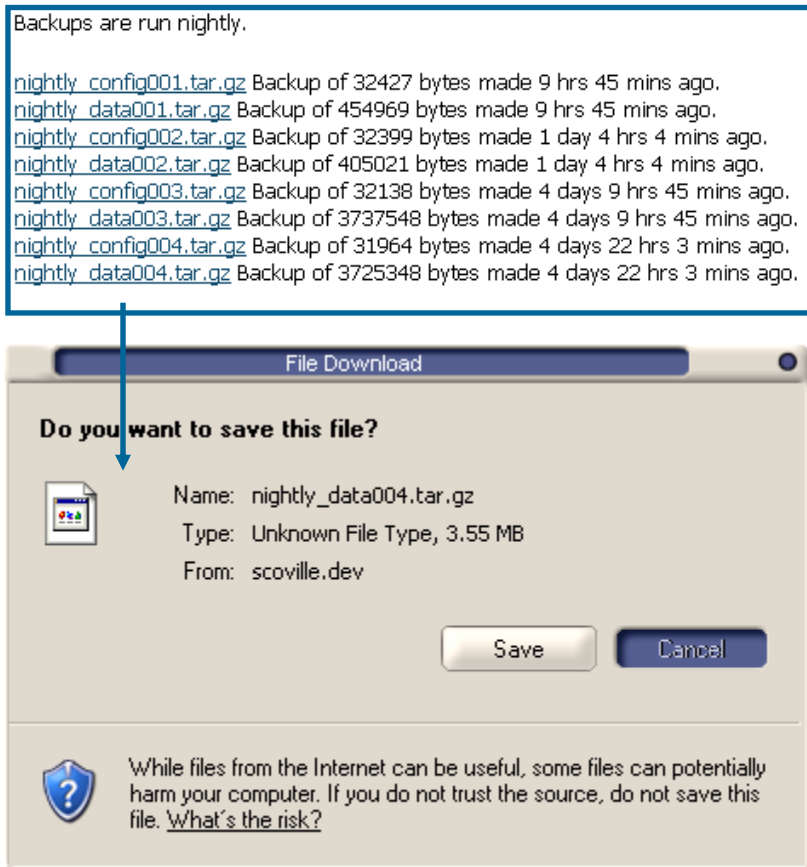 Backups are run nightly.
nightly_config001.tar.gz Backup of 32427 bytes made 9 hrs 45 mins ago.
nightly_data001.tar.gz Backup of 454969 bytes made 9 hrs 45 mins ago.
nightly_config002.tar.gz Backup of 32399 bytes made 1 day 4 hrs 4 mins ago.
nightly_data002.tar.gz Backup of 405021 bytes made 1 day 4 hrs 4 mins ago.
nightly_config003.tar.gz Backup of 32138 bytes made 4 days 9 hrs 45 mins ago.
nightly_data003.tar.gz Backup of 3737548 bytes made 4 days 9 hrs 45 mins ago.
nightly_config004.tar.gz Backup of 31964 bytes made 4 days 22 hrs 3 mins ago.
nightly_data004.tar.gz Backup of 3725348 bytes made 4 days 22 hrs 3 mins ago.
File Download
Do you want to save this file?
Name: nightly_data004.tar.gz
Type: Unknown File Type, 3.55 MB
From: scoville.dev
Save Cancel
While files from the Internet can be useful, some files can potentially
harm your computer. If you do not trust the source, do not save this
file. What's the risk?